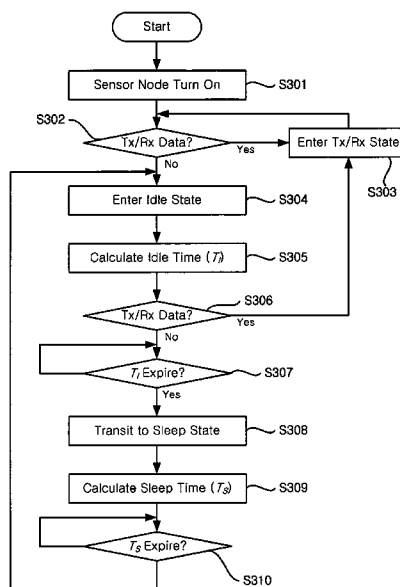 Start
Sensor Node Turn On
S301
S302
Tx/Rx Data?
Yes
Enter Tx/Rx State
S303
No
Enter Idle State
S304
Calculate Idle Time (TI)
S305
S306
Tx/Rx Data?
Yes
No
TI Expire?
S307
Yes
Transit to Sleep State
S308
Calculate Sleep Time (TS)
S309
TS Expire?
S310